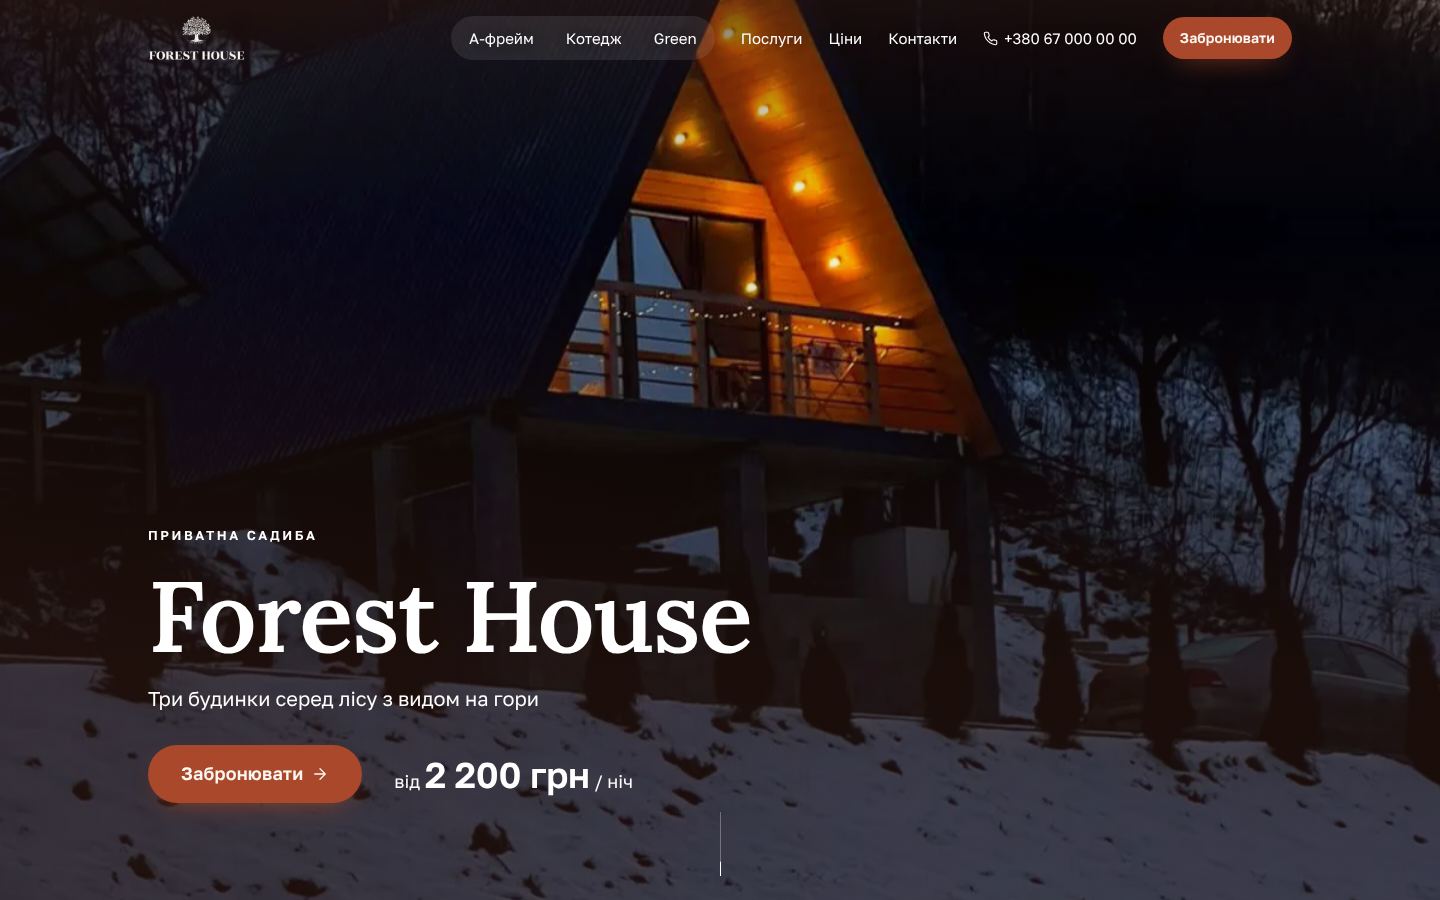 FOREST HOUSE
А-фрейм
Котедж
Green
Послуги
Ціни
Контакти
+380 67 000 00 00
Забронювати
ПРИВАТНА САДИБА
Forest House
Три будинки серед лісу з видом на гори
Забронювати →
від 2 200 грн / ніч